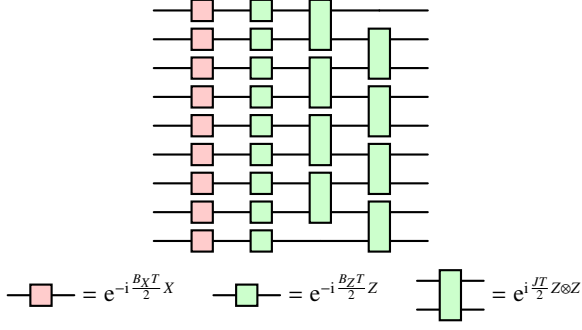 = e^{-i \frac{B_X T}{2} X} = e^{-i \frac{B_Z T}{2} Z} = e^{i \frac{JT}{2} Z⊗Z}